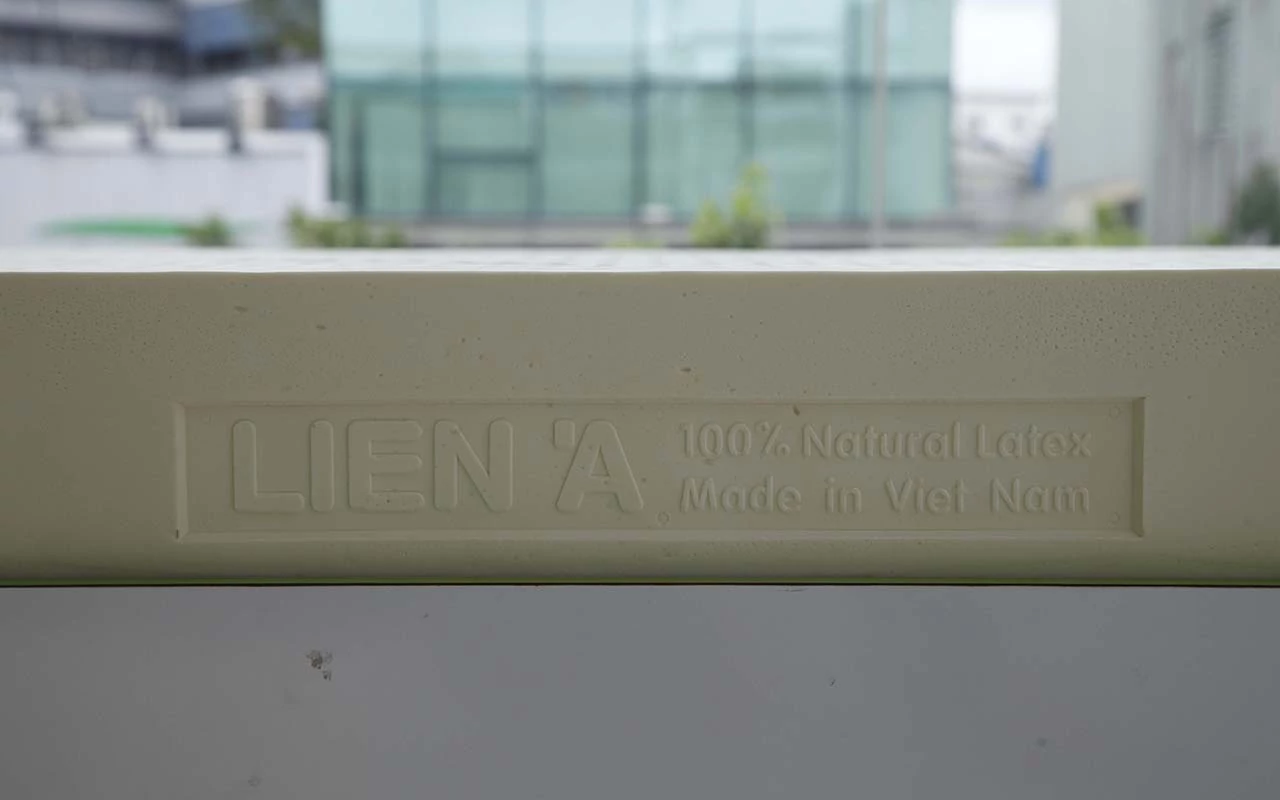 LIEN 'A
100% Natural Latex
Made in Viet Nam